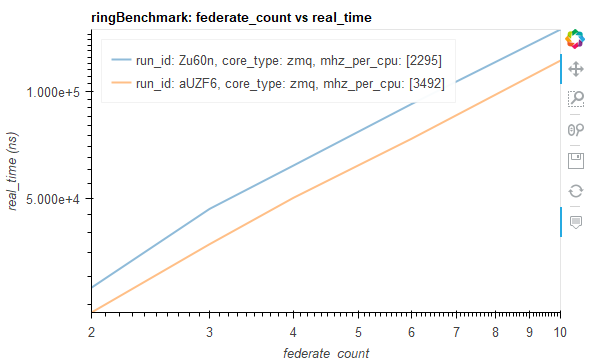 ringBenchmark: federate_count vs real_time
run_id: Zu60n, core_type: zmq, mhz_per_cpu: [2295]
run_id: aUZF6, core_type: zmq, mhz_per_cpu: [3492]
1.000e+5
5.000e+4
real_time (ns)
2 3 4 5 6 7 8 9 10
federate_count